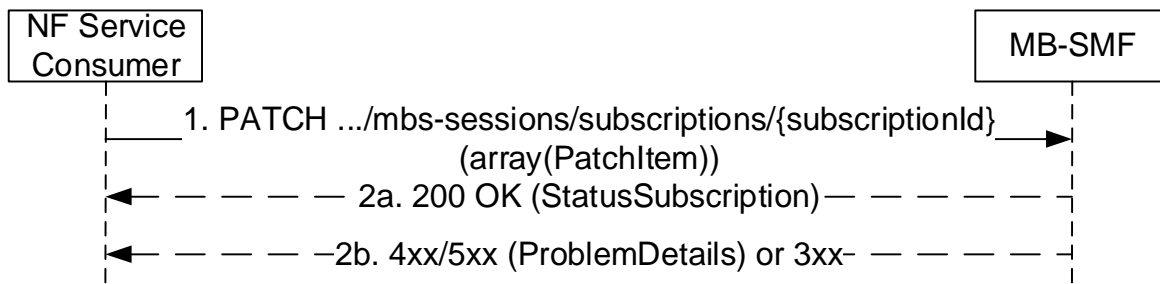 NF Service
Consumer
MB-SMF
1. PATCH .../mbs-sessions/subscriptions/{subscriptionId}
(array(PatchItem))
2a. 200 OK (StatusSubscription)
2b. 4xx/5xx (ProblemDetails) or 3xx